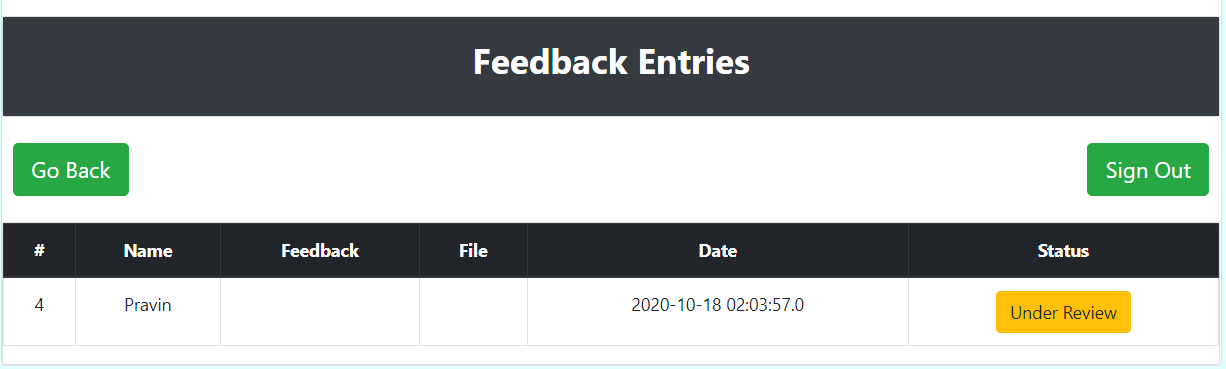 Feedback Entries
Go Back
Sign Out
# Name Feedback File Date Status
4 Pravin 2020-10-18 02:03:57.0 Under Review